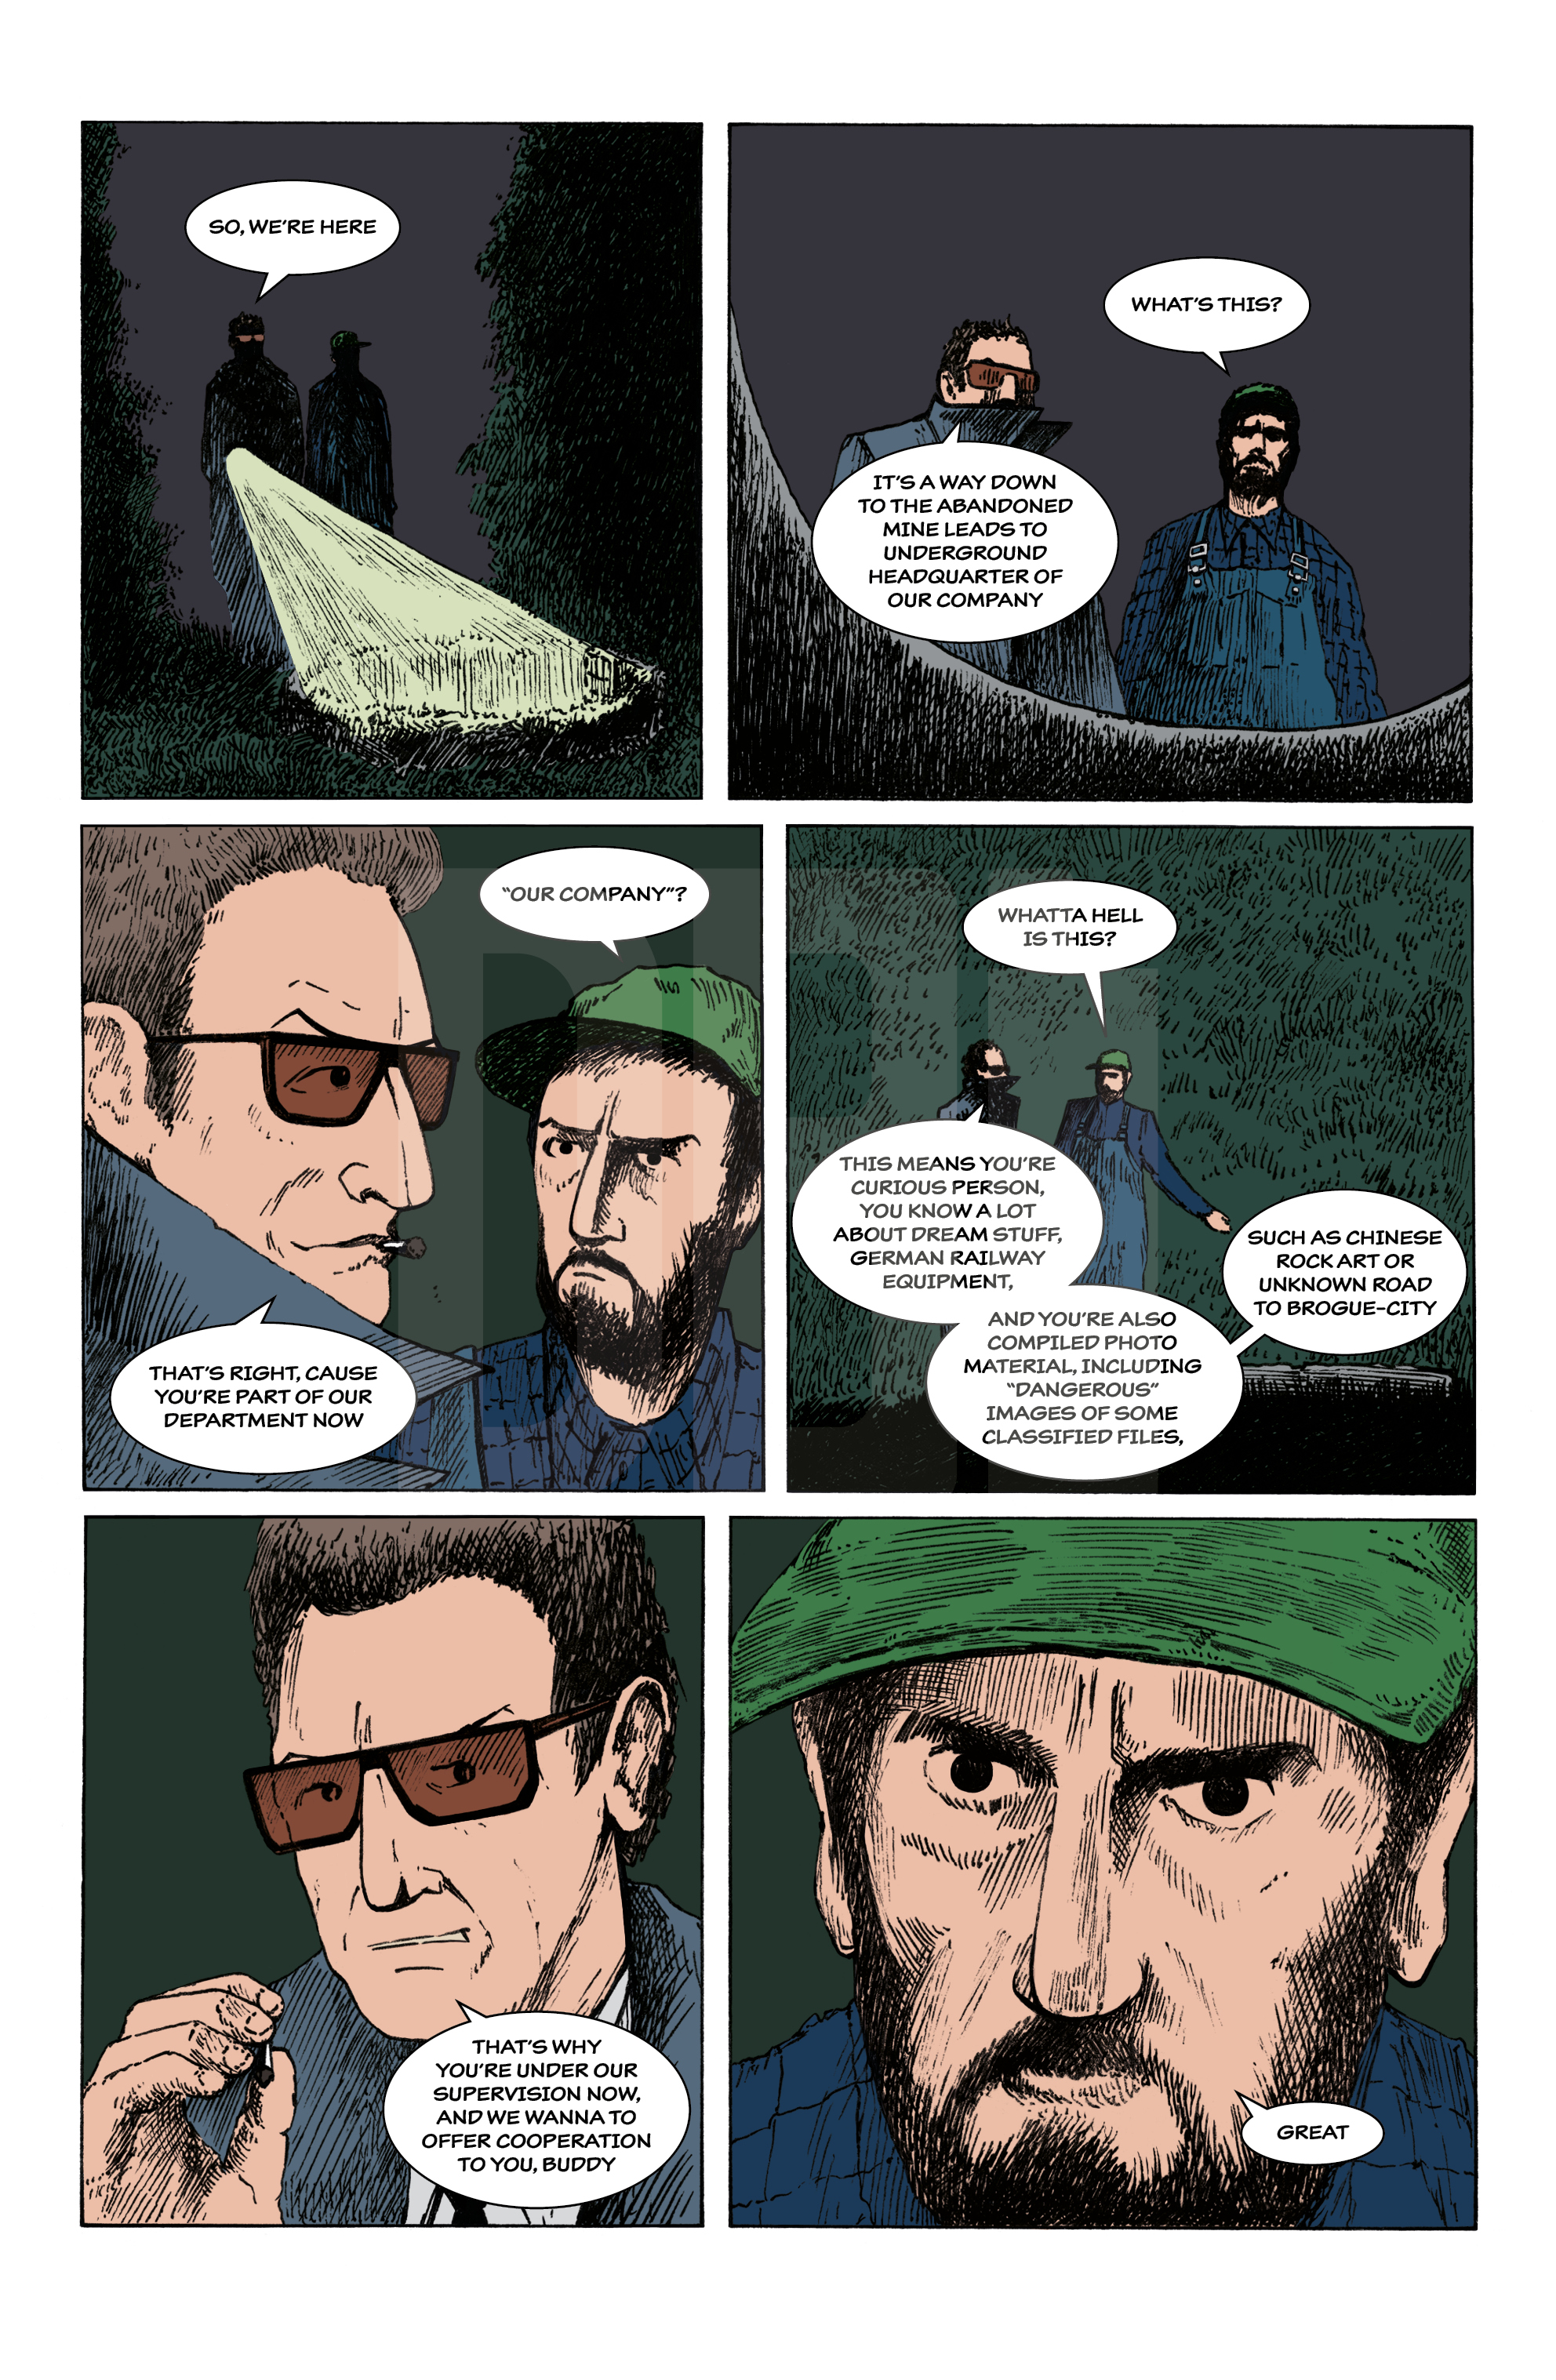 SO, WE'RE HERE
WHAT'S THIS?
IT'S A WAY DOWN
TO THE ABANDONED
MINE LEADS TO
UNDERGROUND
HEADQUARTER OF
OUR COMPANY
"OUR COMPANY"?
THAT'S RIGHT, CAUSE
YOU'RE PART OF OUR
DEPARTMENT NOW
WHATTA HELL
IS THIS?
THIS MEANS YOU'RE
CURIOUS PERSON,
YOU KNOW A LOT
ABOUT DREAM STUFF,
GERMAN RAILWAY
EQUIPMENT,
AND YOU'RE ALSO
COMPILED PHOTO
MATERIAL, INCLUDING
"DANGEROUS"
IMAGES OF SOME
CLASSIFIED FILES,
SUCH AS CHINESE
ROCK ART OR
UNKNOWN ROAD
TO BROGUE-CITY
THAT'S WHY
YOU'RE UNDER OUR
SUPERVISION NOW,
AND WE WANNA TO
OFFER COOPERATION
TO YOU, BUDDY
GREAT